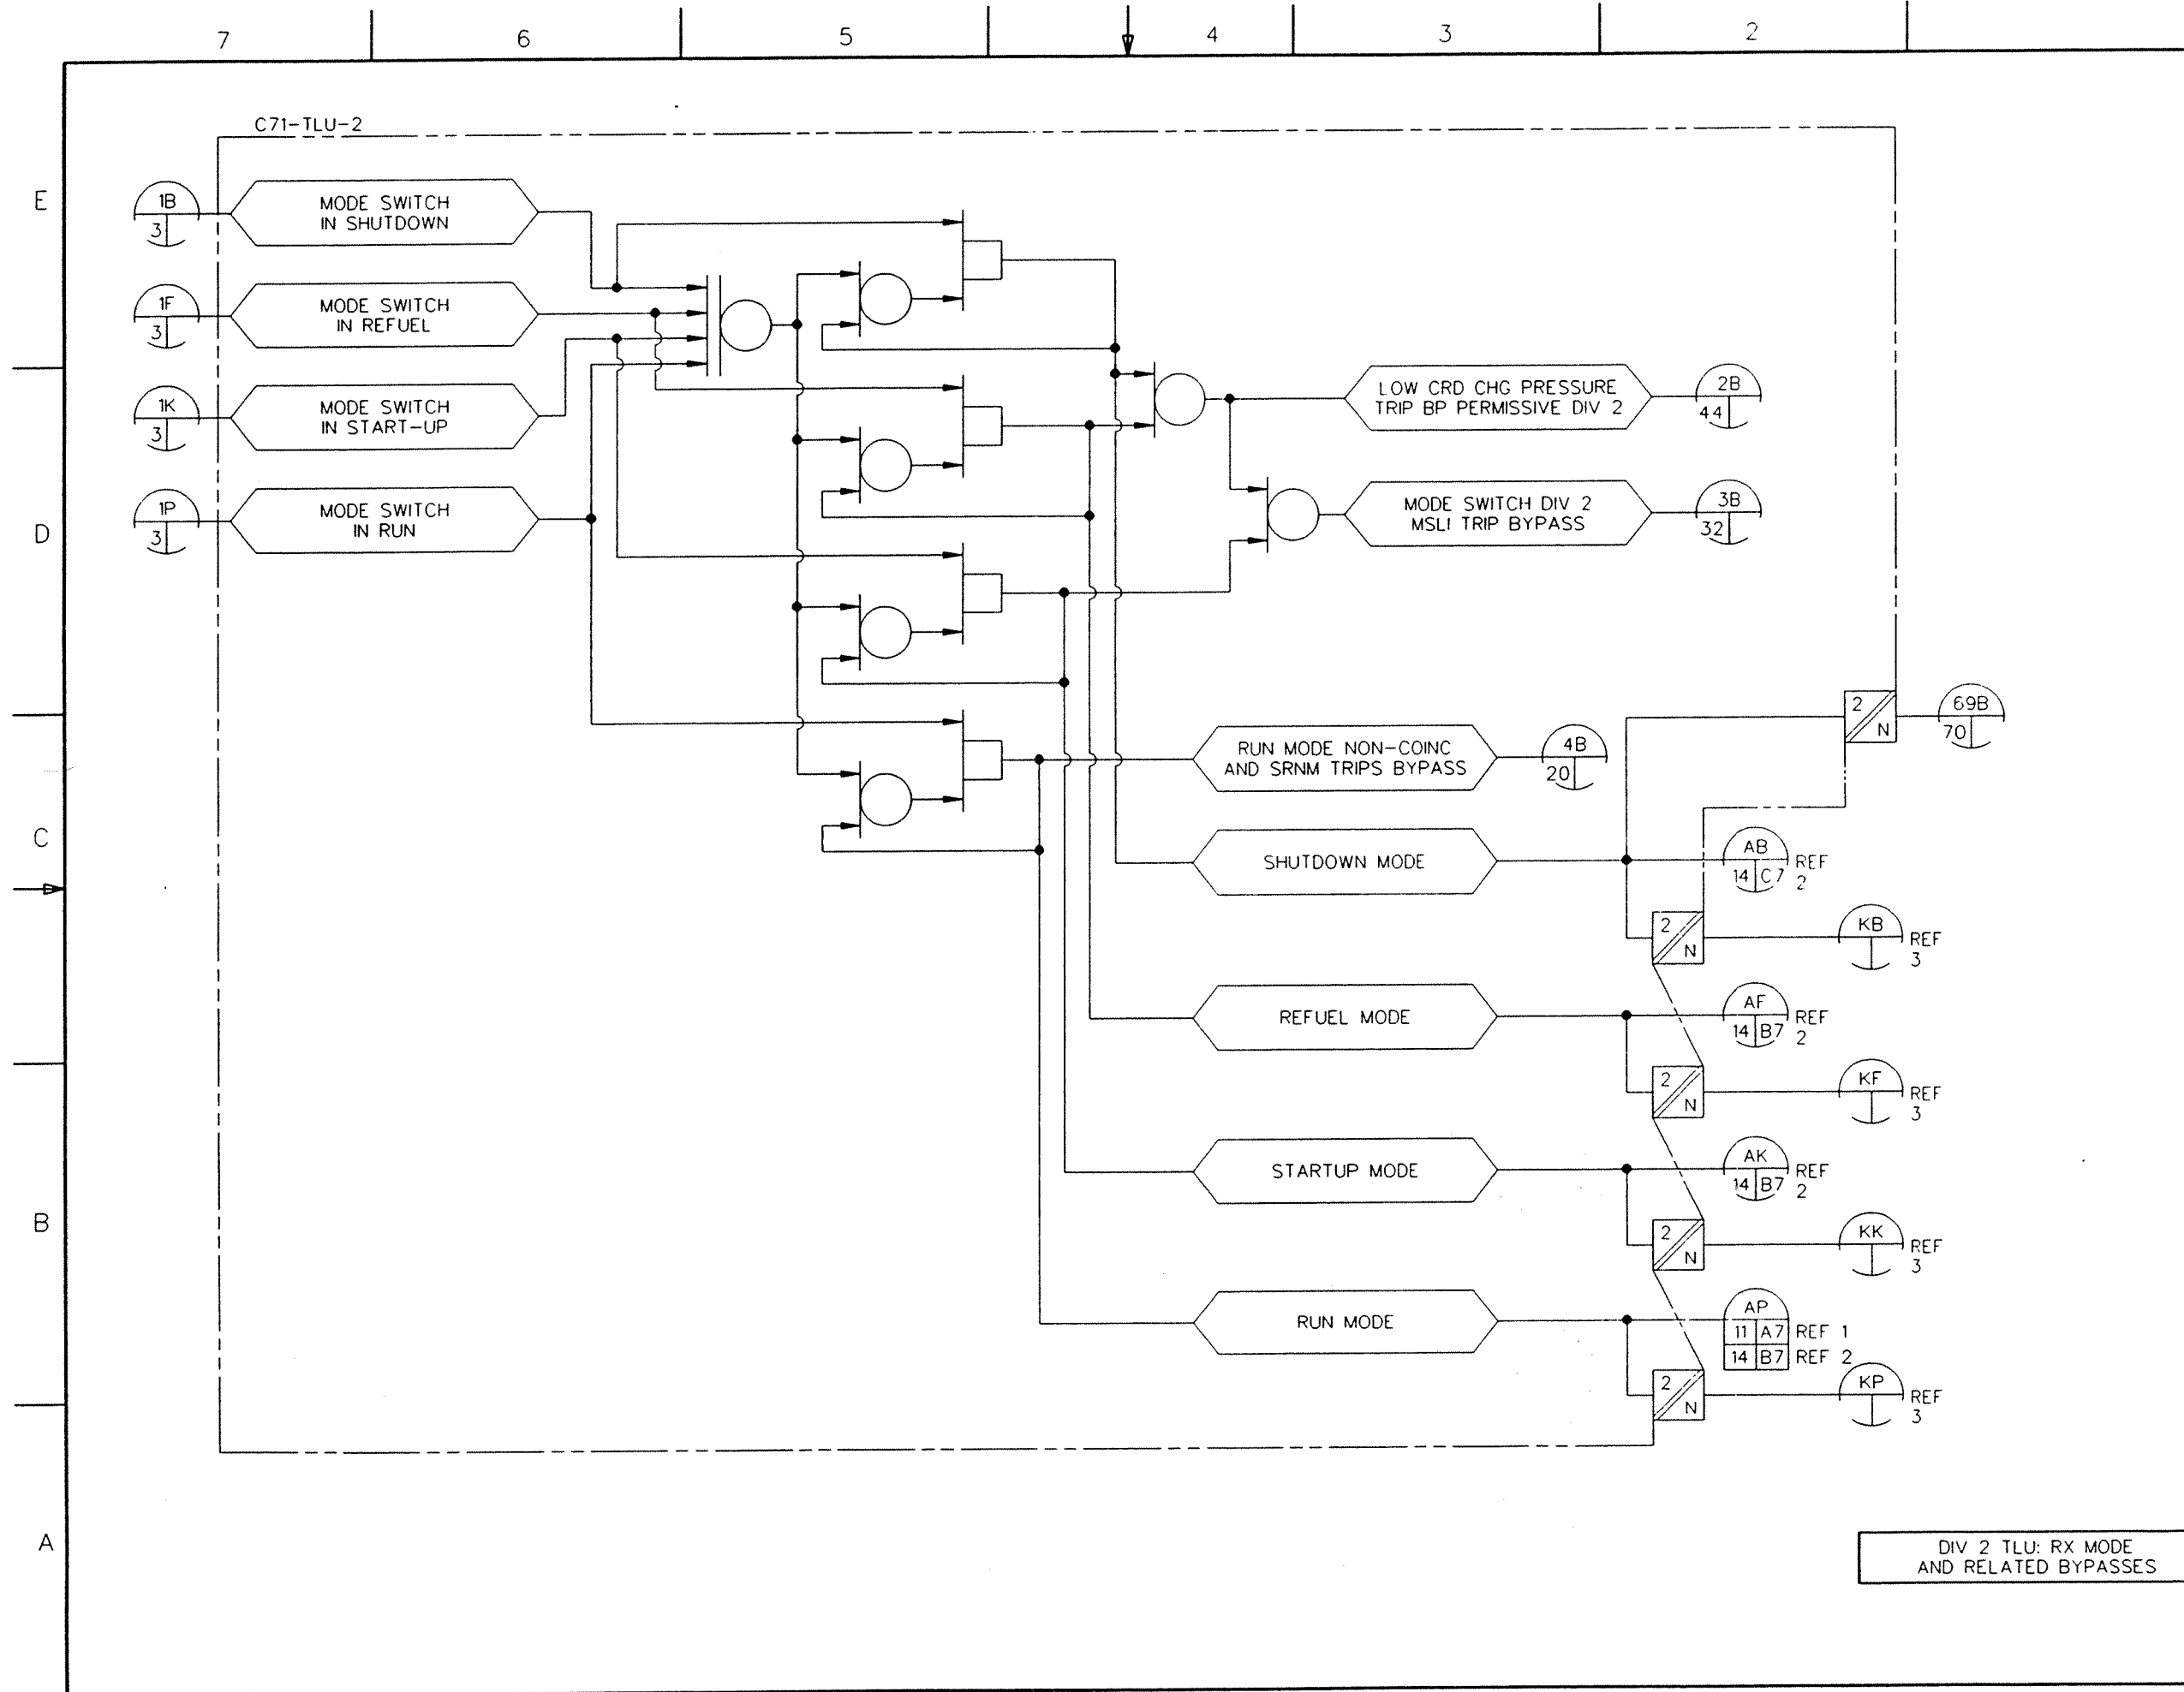 7 6 5 4 3 2
C71-TLU-2
E
1B
3
MODE SWITCH
IN SHUTDOWN
1F
3
MODE SWITCH
IN REFUEL
1K
3
MODE SWITCH
IN START-UP
LOW CRD CHG PRESSURE
TRIP BP PERMISSIVE DIV 2
2B
44
D
1P
3
MODE SWITCH
IN RUN
MODE SWITCH DIV 2
MSLI TRIP BYPASS
3B
32
2
N
69B
70
RUN MODE NON-COINC
AND SRNM TRIPS BYPASS
4B
20
C
SHUTDOWN MODE
AB
14 C7
REF
2
2
N
KB
REF
3
REFUEL MODE
AF
14 B7
REF
2
2
N
KF
REF
3
STARTUP MODE
AK
14 B7
REF
2
B
2
N
KK
REF
3
RUN MODE
AP
11 A7 REF 1
14 B7 REF 2
2
N
KP
REF
3
A
DIV 2 TLU: RX MODE
AND RELATED BYPASSES